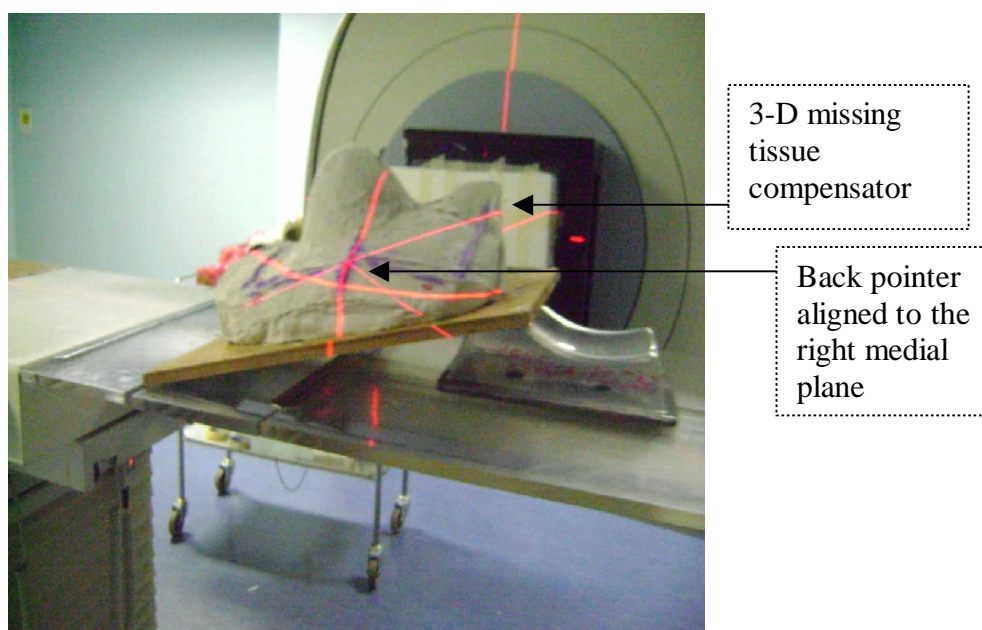 3-D missing
tissue
compensator
Back pointer
aligned to the
right medial
plane